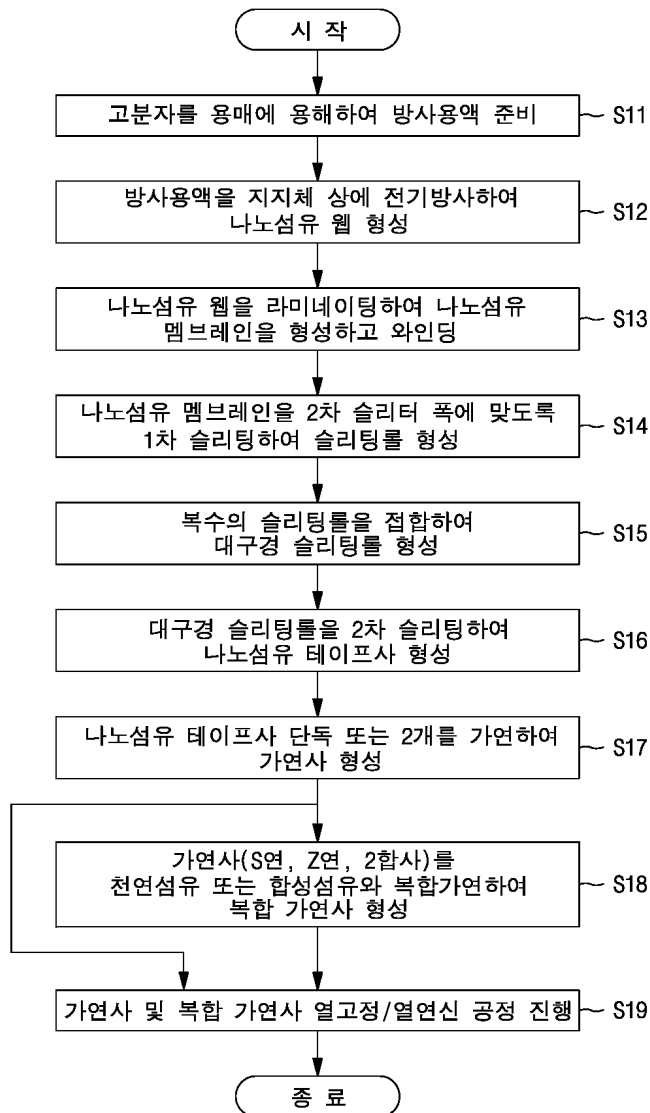 시 작
고분자를 용매에 용해하여 방사용액 준비
S11
방사용액을 지지체 상에 전기방사하여
나노섬유 웹 형성
S12
나노섬유 웹을 라미네이팅하여 나노섬유
멤브레인을 형성하고 와인딩
S13
나노섬유 멤브레인을 2차 슬리터 폭에 맞도록
1차 슬리팅하여 슬리팅롤 형성
S14
복수의 슬리팅롤을 접합하여
대구경 슬리팅롤 형성
S15
대구경 슬리팅롤을 2차 슬리팅하여
나노섬유 테이프사 형성
S16
나노섬유 테이프사 단독 또는 2개를 가연하여
가연사 형성
S17
가연사(S연, Z연, 2합사)를
천연섬유 또는 합성섬유와 복합가연하여
복합 가연사 형성
S18
가연사 및 복합 가연사 열고정/열연신 공정 진행
S19
종 료